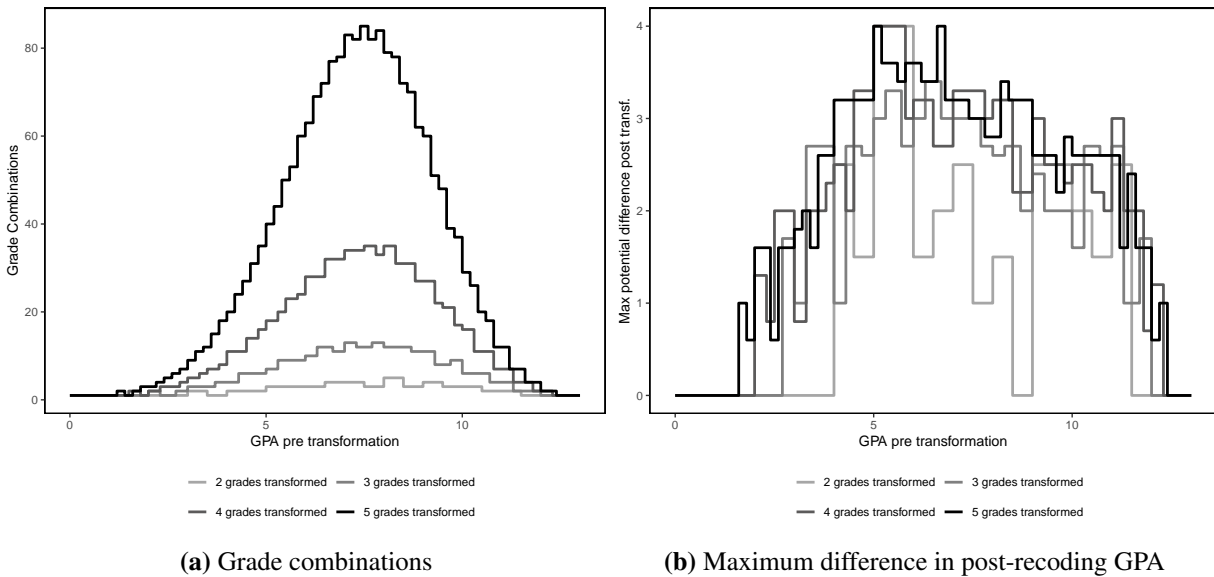 80
60
40
20
0
Grade Combinations
0 5 10
GPA pre transformation
2 grades transformed 3 grades transformed
4 grades transformed 5 grades transformed
(a) Grade combinations
4
3
2
1
0
Max potential difference post transf.
0 5 10
GPA pre transformation
2 grades transformed 3 grades transformed
4 grades transformed 5 grades transformed
(b) Maximum difference in post-recoding GPA